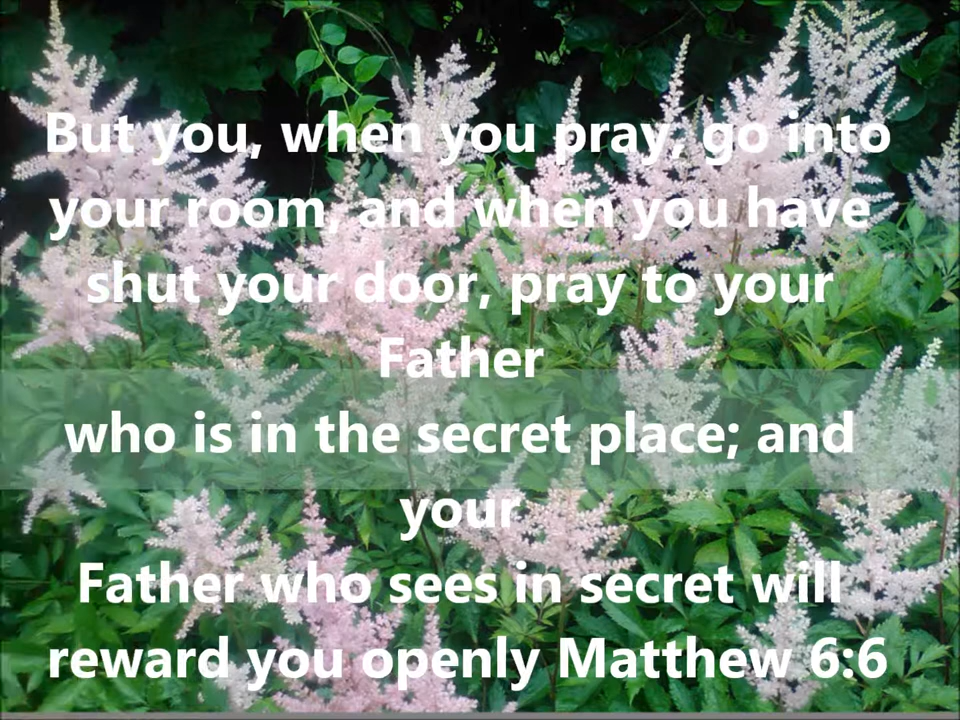 But you, when you pray, go into
your room, and when you have
shut your door, pray to your
Father
who is in the secret place; and
your
Father who sees in secret will
reward you openly Matthew 6:6